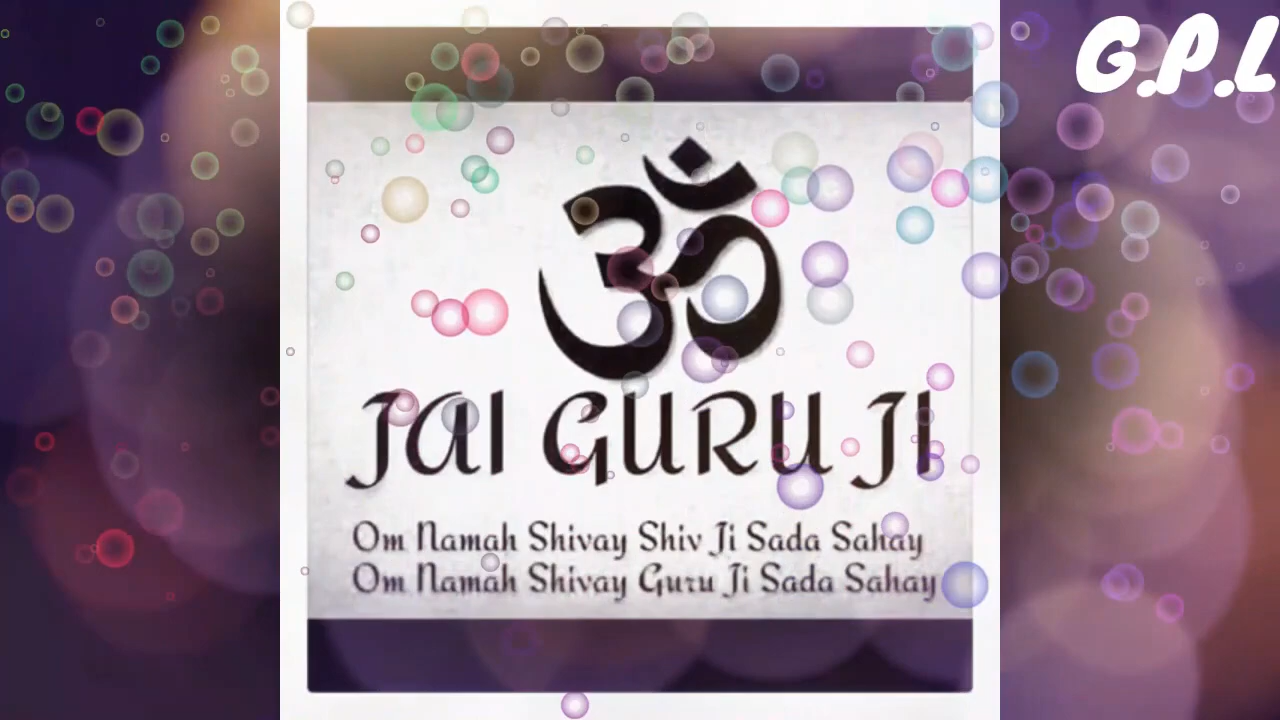 G.P.L
ॐ
JAI GURU JI
Om Namah Shivay Shiv Ji Sada Sahay
Om Namah Shivay Guru Ji Sada Sahay